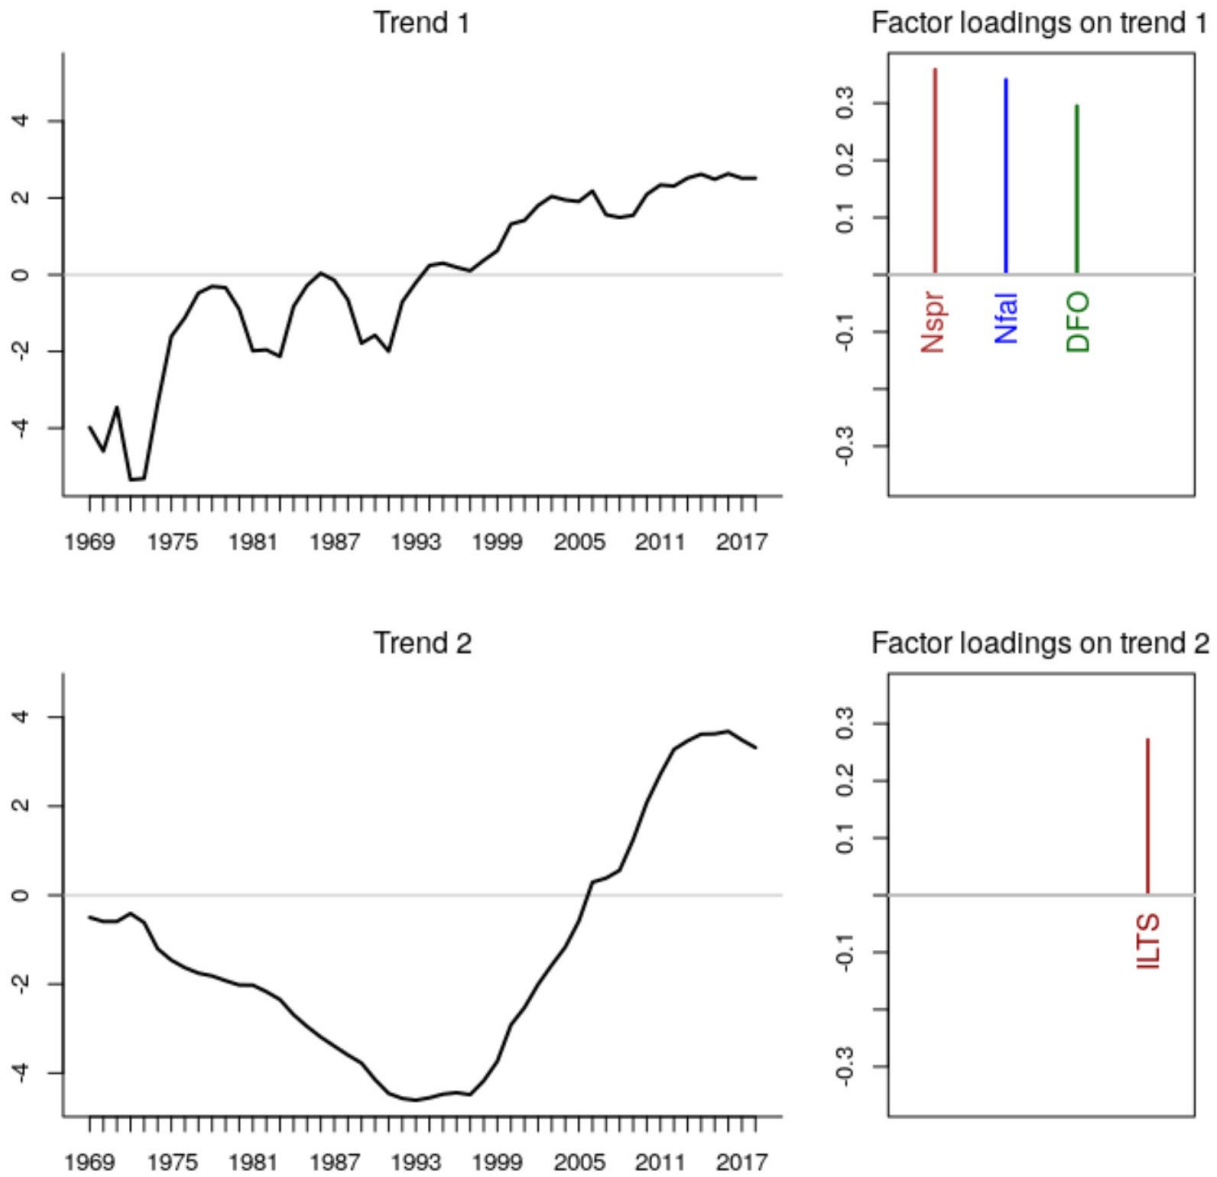 Trend 1
Factor loadings on trend 1
4
2
0
-2
-4
1969 1975 1981 1987 1993 1999 2005 2011 2017
0.3
0.2
0.1
-0.1
-0.3
Nspr
Nfal
DFO
Trend 2
Factor loadings on trend 2
4
2
0
-2
-4
1969 1975 1981 1987 1993 1999 2005 2011 2017
0.3
0.2
0.1
-0.1
-0.3
ILTS